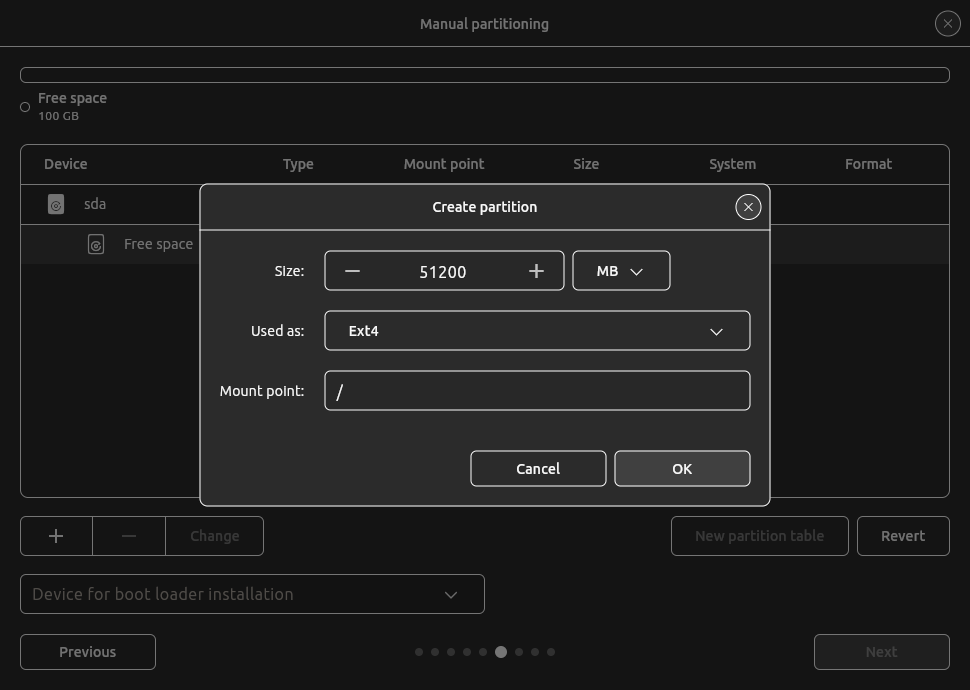 Manual partitioning
Free space
100 GB
Device Type Mount point Size System Format
sda
Free space
Create partition
Size: 51200 MB
Used as: Ext4
Mount point: /
Cancel OK
Change New partition table Revert
Device for boot loader installation
Previous Next